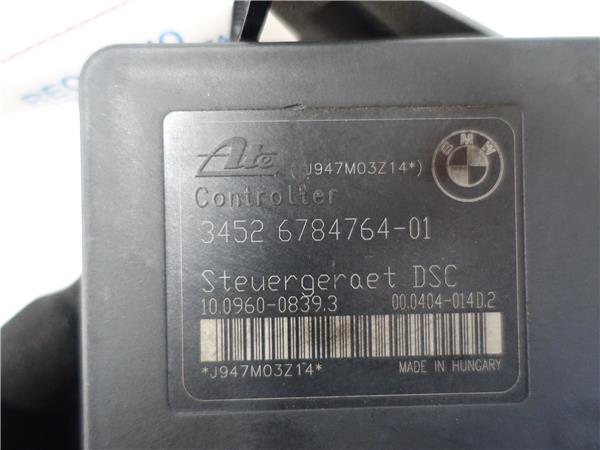 Ate (J947M03Z14*)
BMW
Controller
3452 6784764-01
Steuergeraet DSC
10.0960-0839.3 00.0404-014D.2
*J947M03Z14*
MADE IN HUNGARY